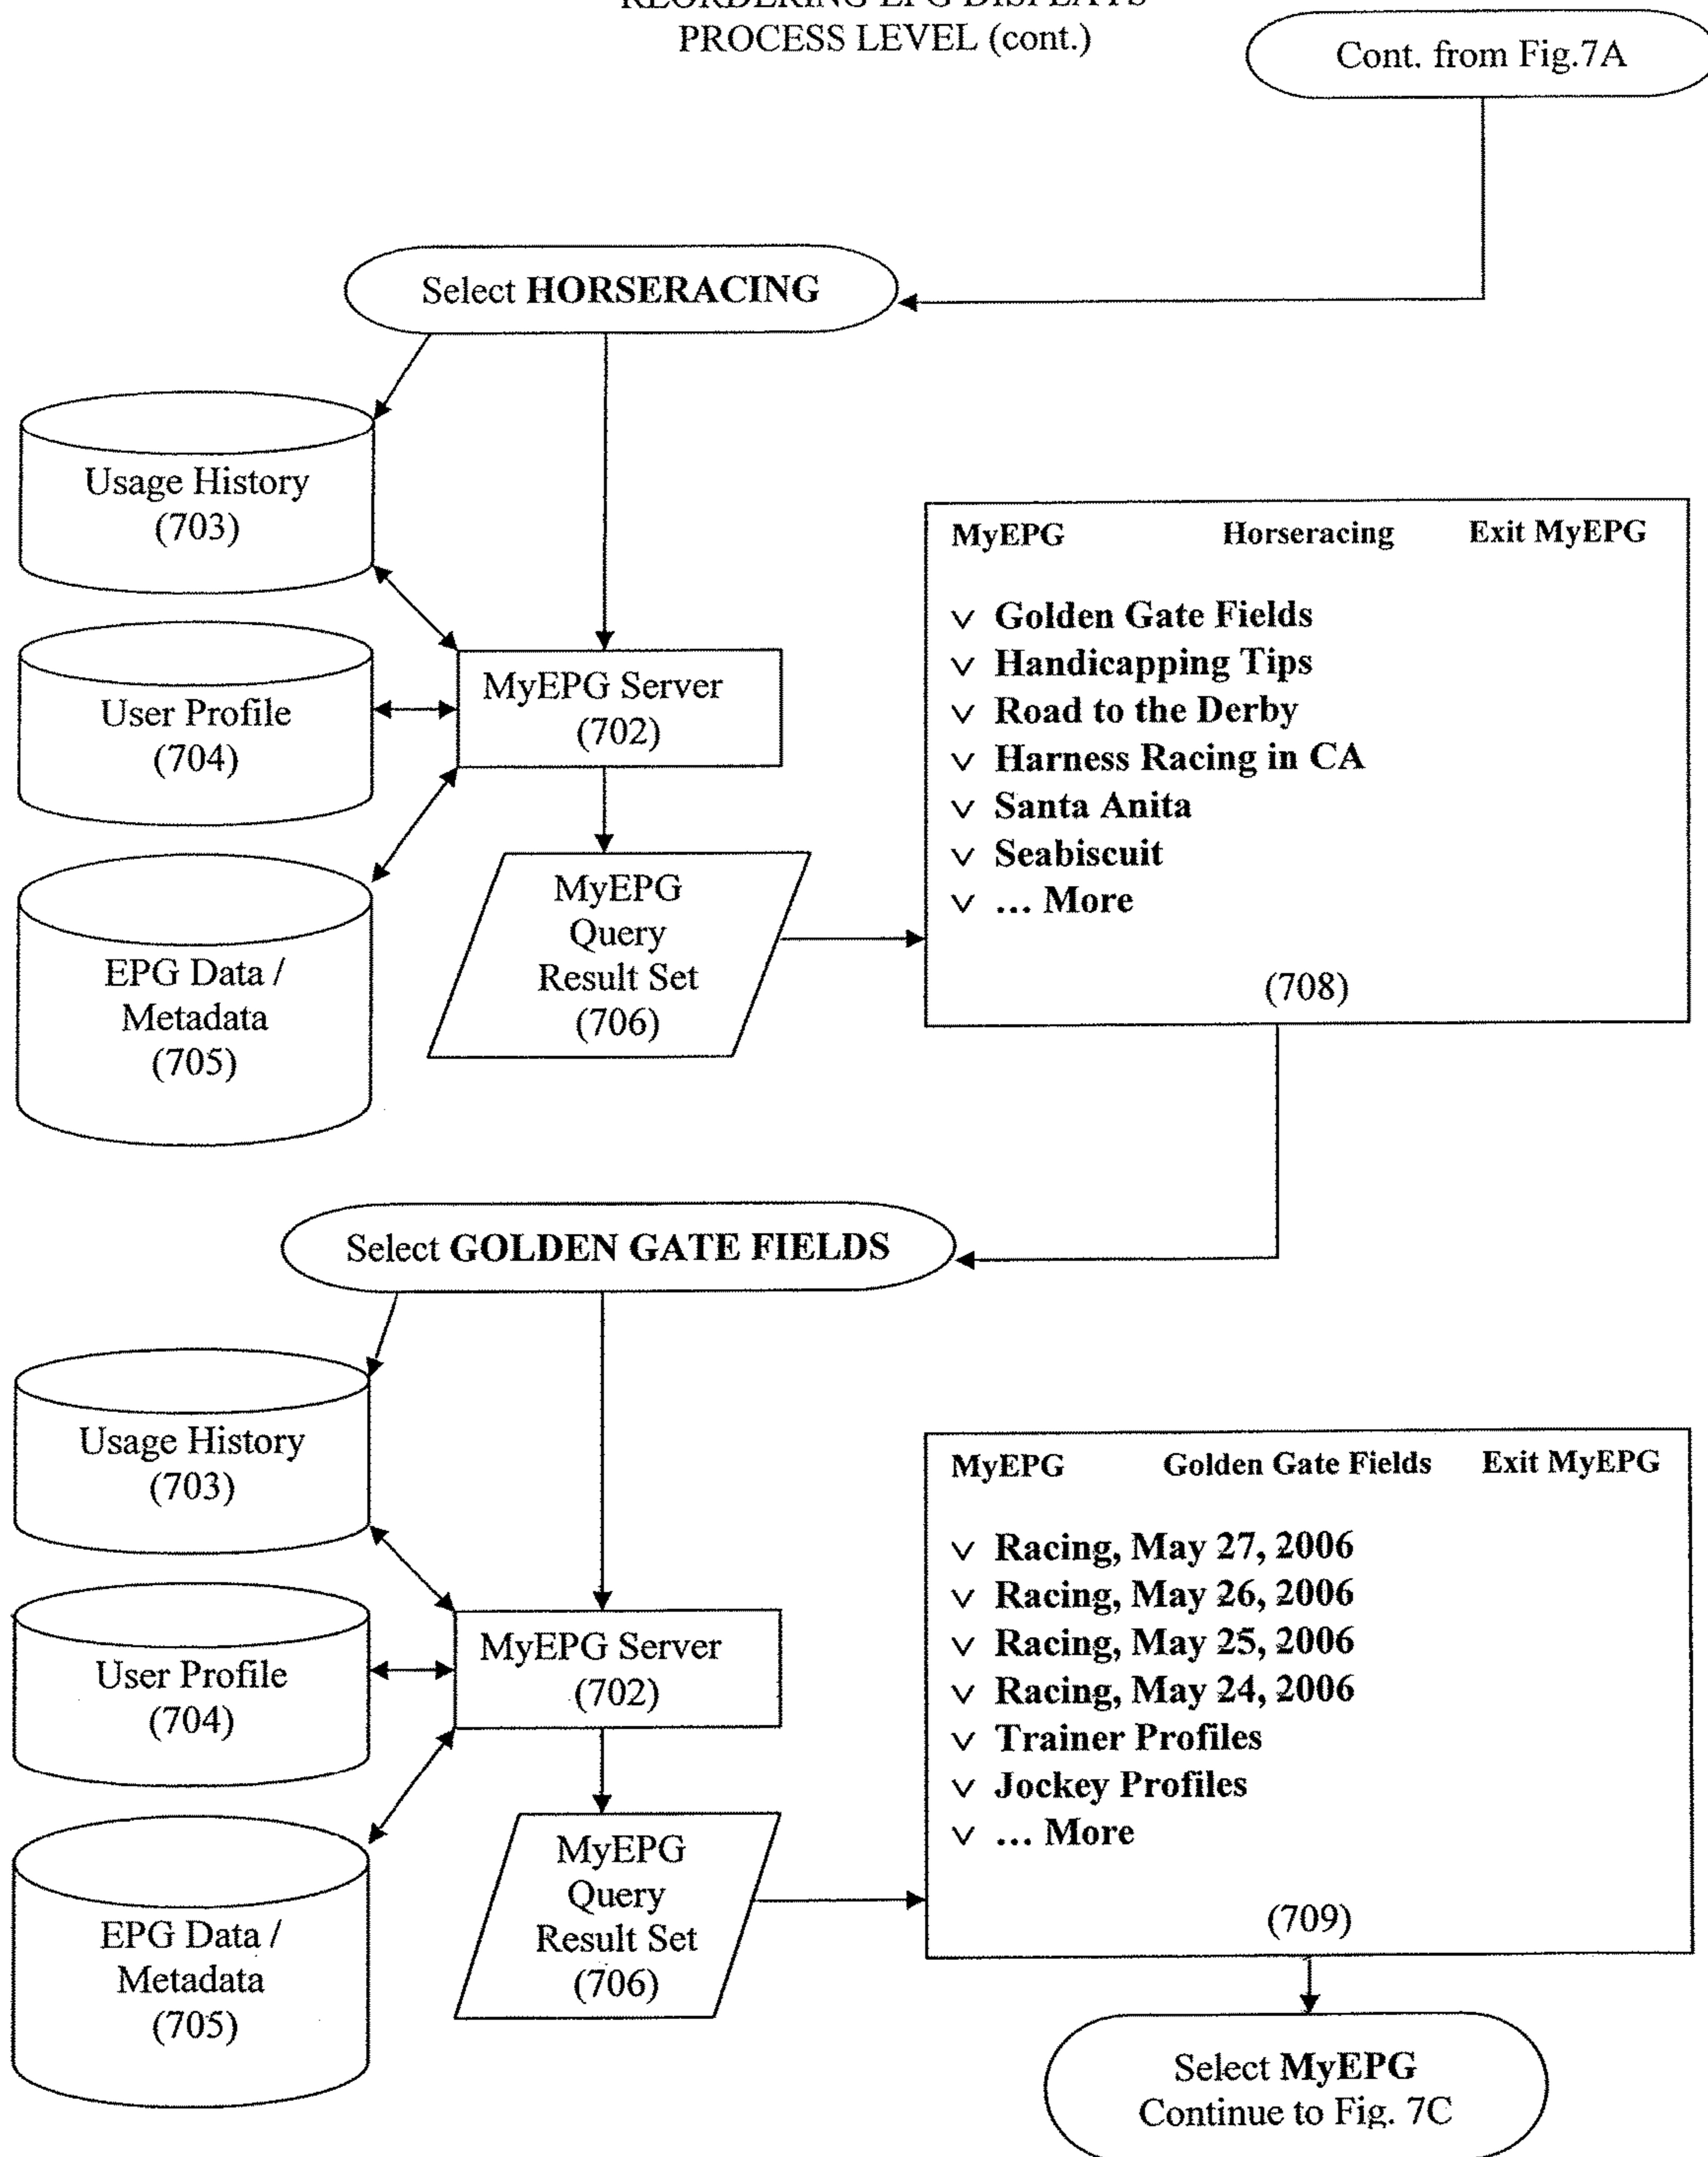 REORDERING EPG DISPLAYS
PROCESS LEVEL (cont.)
Cont. from Fig.7A
Select HORSERACING
Usage History
(703)
User Profile
(704)
EPG Data /
Metadata
(705)
MyEPG Server
(702)
MyEPG
Query
Result Set
(706)
MyEPG Horseracing Exit MyEPG
v Golden Gate Fields
v Handicapping Tips
v Road to the Derby
v Harness Racing in CA
v Santa Anita
v Seabiscuit
v ... More
(708)
Select GOLDEN GATE FIELDS
Usage History
(703)
User Profile
(704)
EPG Data /
Metadata
(705)
MyEPG Server
(702)
MyEPG
Query
Result Set
(706)
MyEPG Golden Gate Fields Exit MyEPG
v Racing, May 27, 2006
v Racing, May 26, 2006
v Racing, May 25, 2006
v Racing, May 24, 2006
v Trainer Profiles
v Jockey Profiles
v ... More
(709)
Select MyEPG
Continue to Fig. 7C